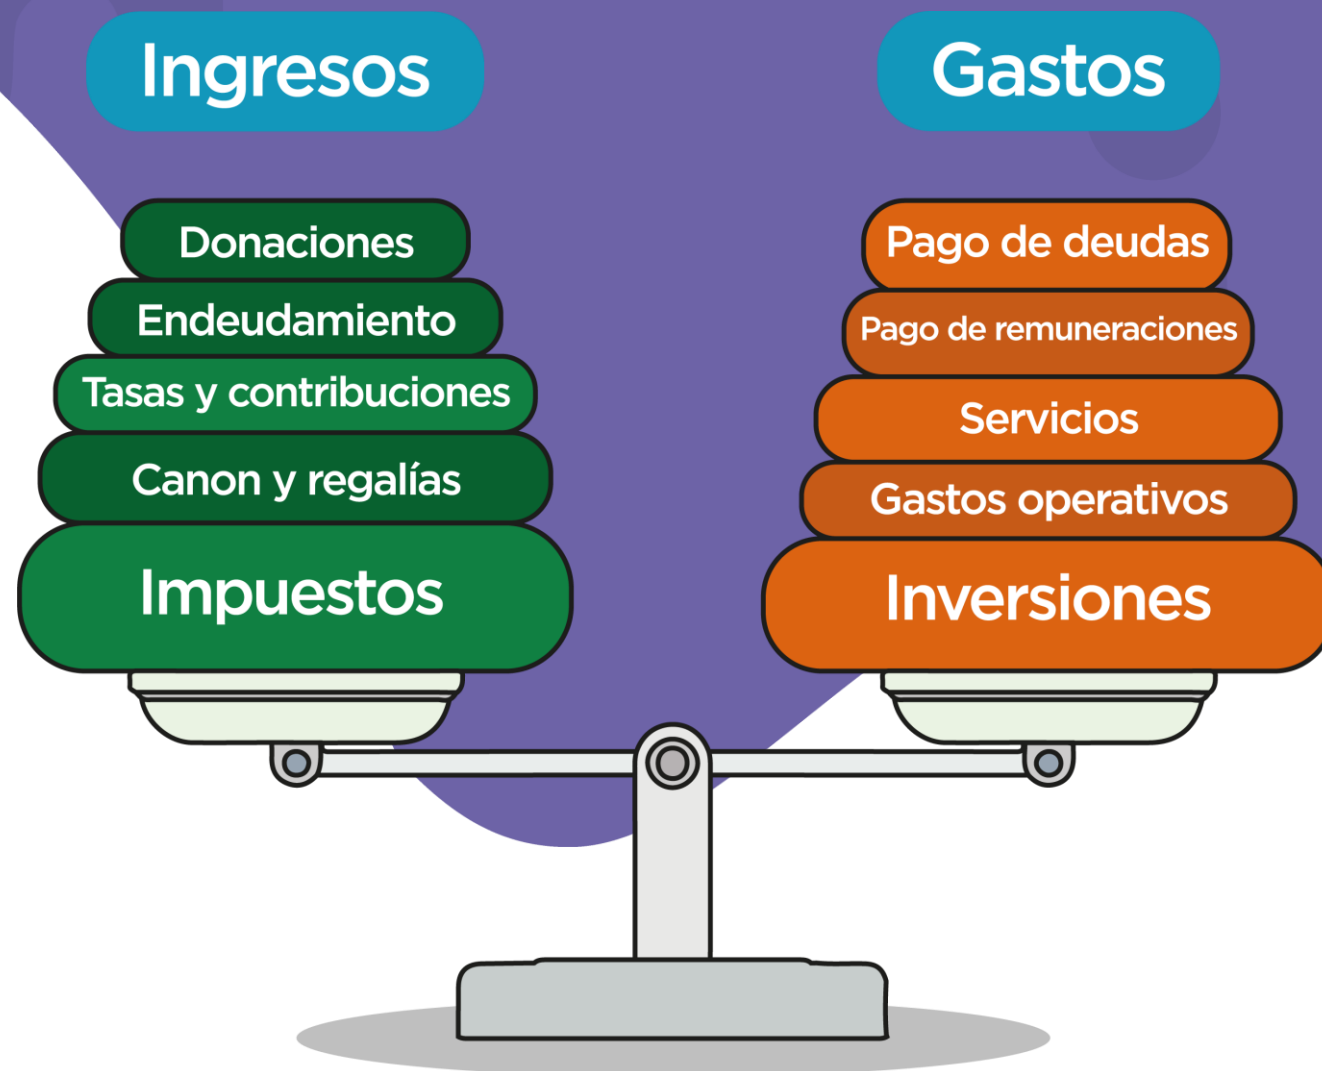 Ingresos
Donaciones
Endeudamiento
Tasas y contribuciones
Canon y regalías
Impuestos
Gastos
Pago de deudas
Pago de remuneraciones
Servicios
Gastos operativos
Inversiones